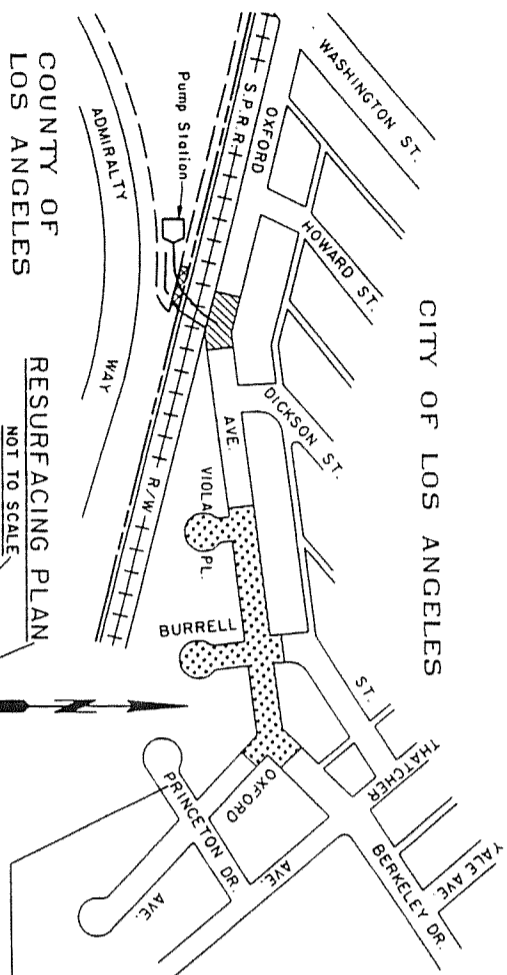 WASHINGTON ST.
OXFORD
S.P.R.R.
HOWARD ST.
CITY OF LOS ANGELES
Pump Station
ADMIRALTY
WAY
COUNTY OF
LOS ANGELES
DICKSON ST.
AVE.
VIOLA PL.
R/W
BURRELL
ST.
THATCHER
YALE AVE.
BERKELEY DR.
OXFORD
AVE.
PRINCETON DR.
AVE.
N
RESURFACING PLAN
NOT TO SCALE